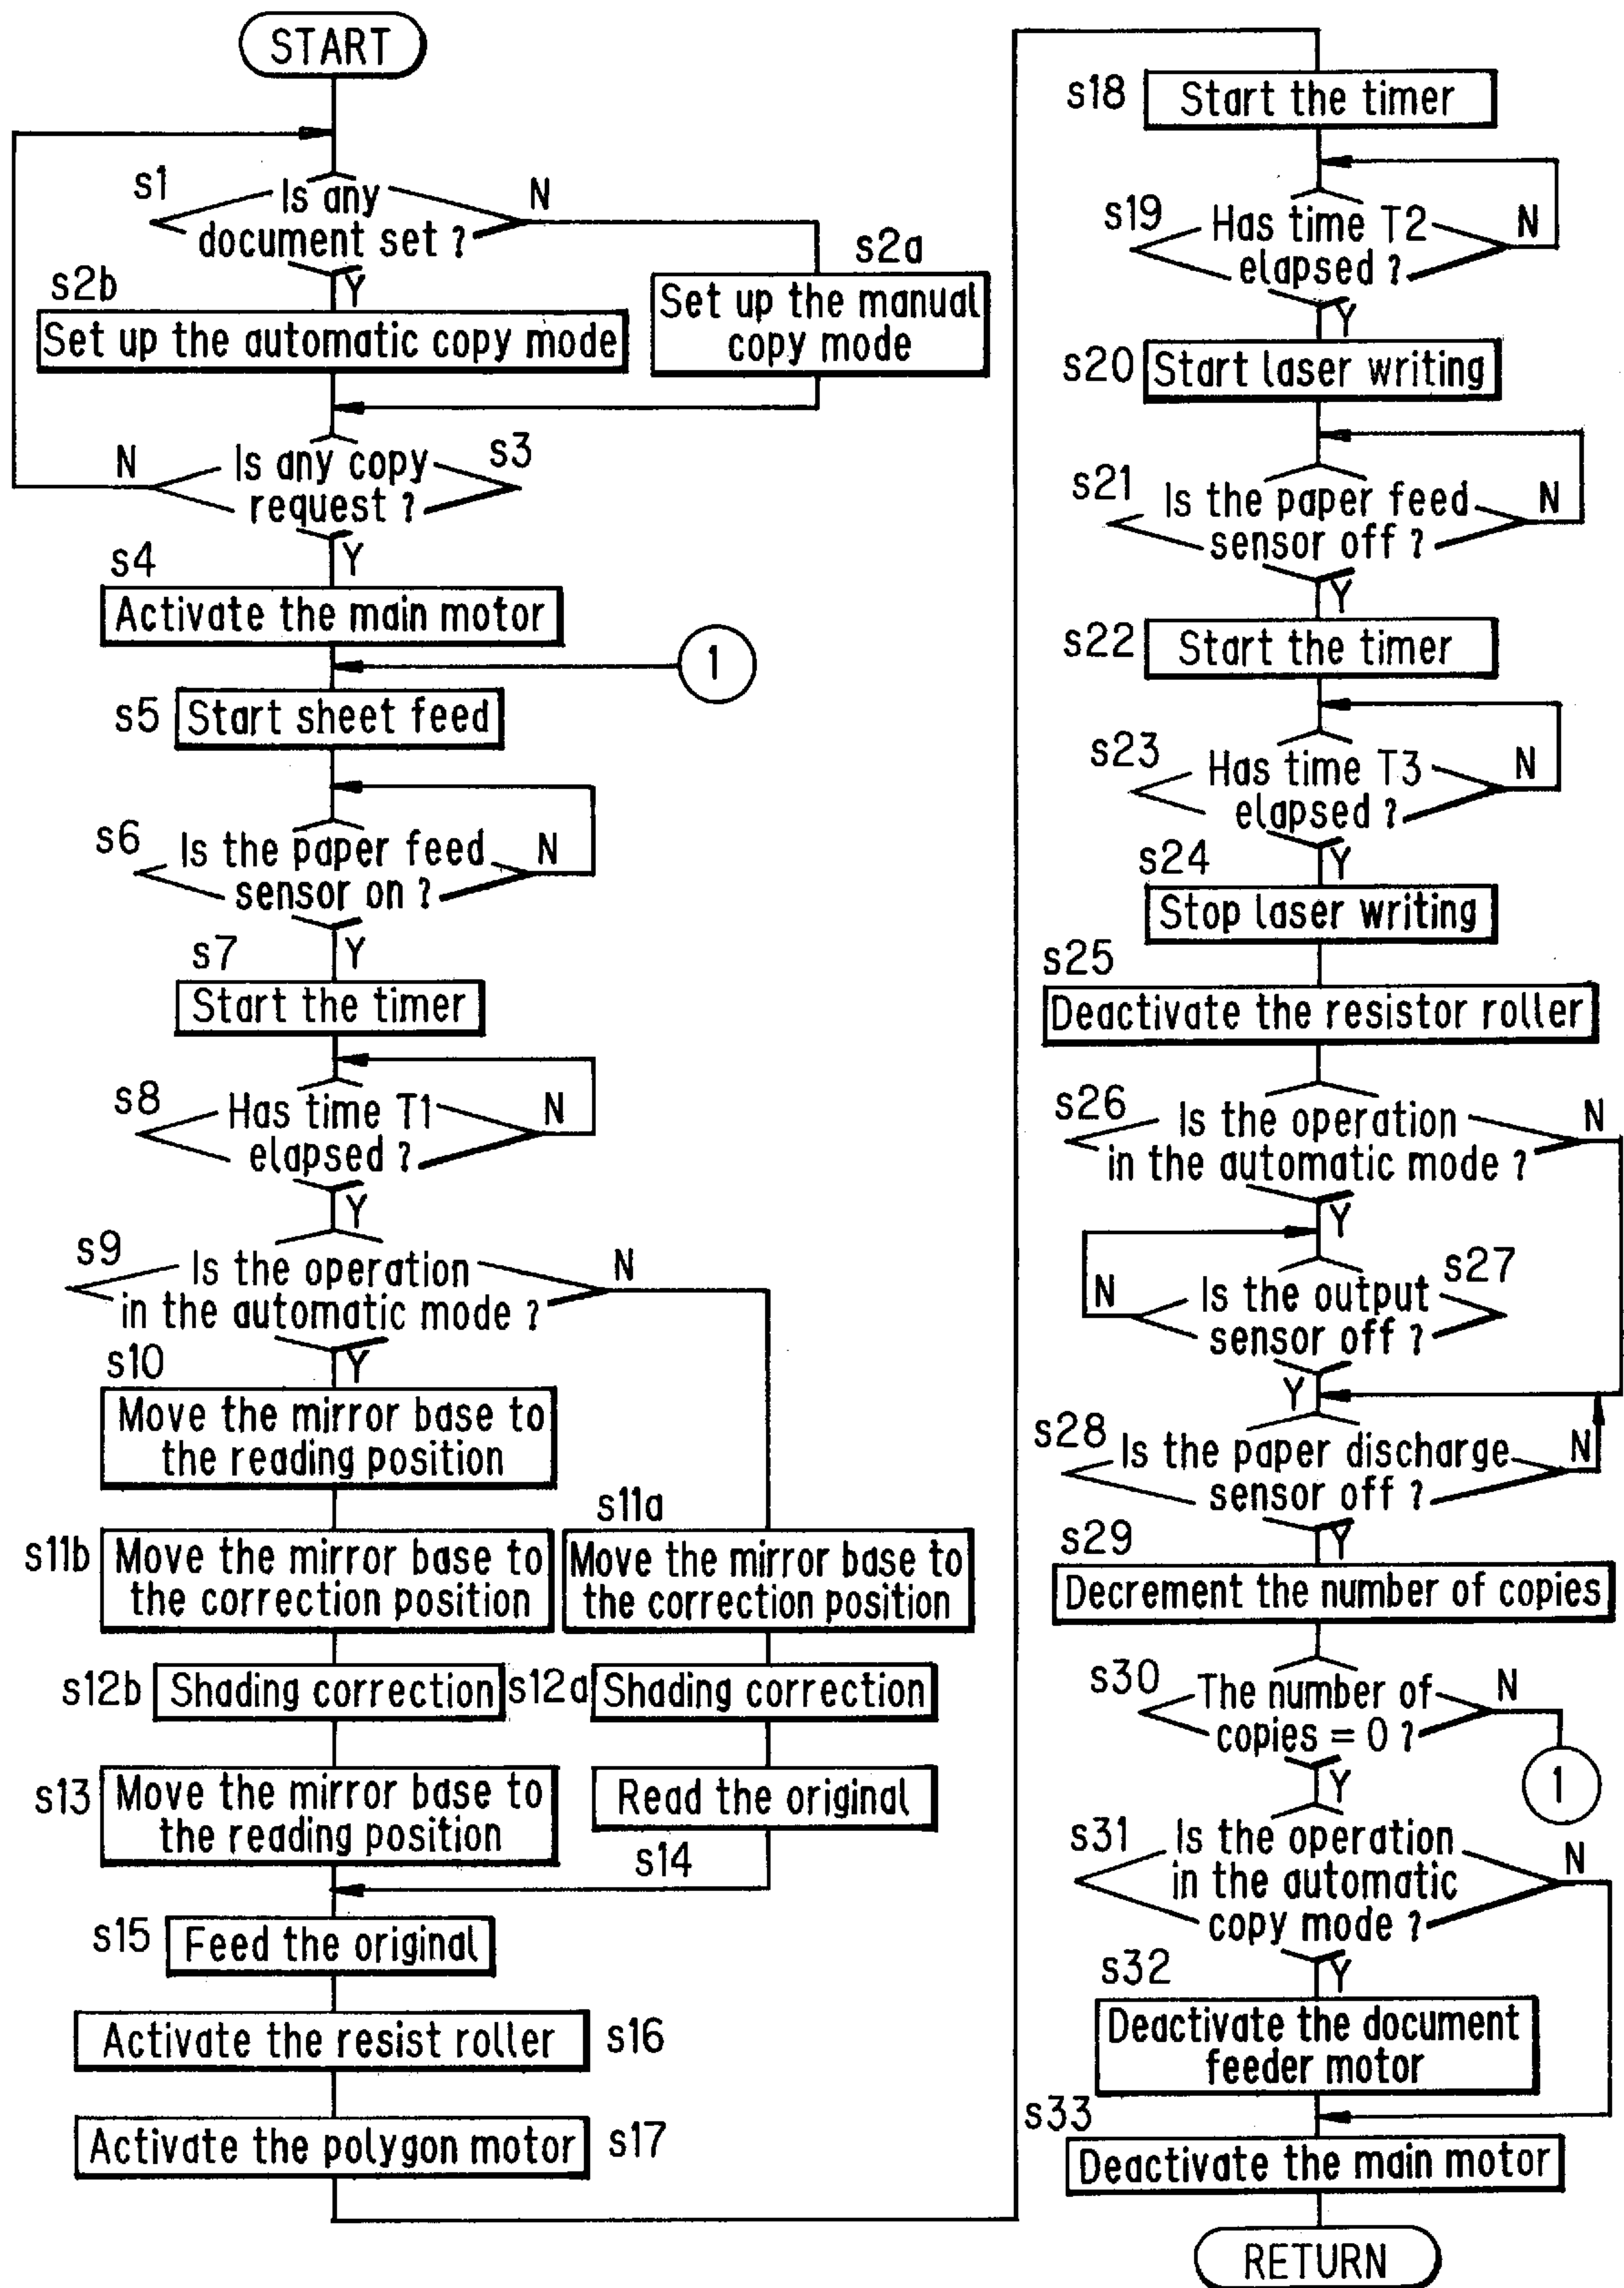 START
s1
Is any
document set ?
N
Y
s2b
Set up the automatic copy mode
s2a
Set up the manual
copy mode
N
Is any copy
request ?
s3
Y
s4
Activate the main motor
1
s5
Start sheet feed
s6
Is the paper feed
sensor on ?
N
Y
s7
Start the timer
s8
Has time T1
elapsed ?
N
Y
s9
Is the operation
in the automatic mode ?
N
Y
s10
Move the mirror base to
the reading position
s11b
Move the mirror base to
the correction position
s11a
Move the mirror base to
the correction position
s12b
Shading correction
s12a
Shading correction
s13
Move the mirror base to
the reading position
Read the original
s14
s15
Feed the original
Activate the resist roller
s16
Activate the polygon motor
s17
s18
Start the timer
s19
Has time T2
elapsed ?
N
Y
s20
Start laser writing
s21
Is the paper feed
sensor off ?
N
Y
s22
Start the timer
s23
Has time T3
elapsed ?
N
Y
s24
Stop laser writing
s25
Deactivate the resistor roller
s26
Is the operation
in the automatic mode ?
N
Y
N
Is the output
sensor off ?
s27
Y
s28
Is the paper discharge
sensor off ?
N
Y
s29
Decrement the number of copies
s30
The number of
copies = 0 ?
N
1
Y
s31
Is the operation
in the automatic
copy mode ?
N
Y
s32
Deactivate the document
feeder motor
s33
Deactivate the main motor
RETURN